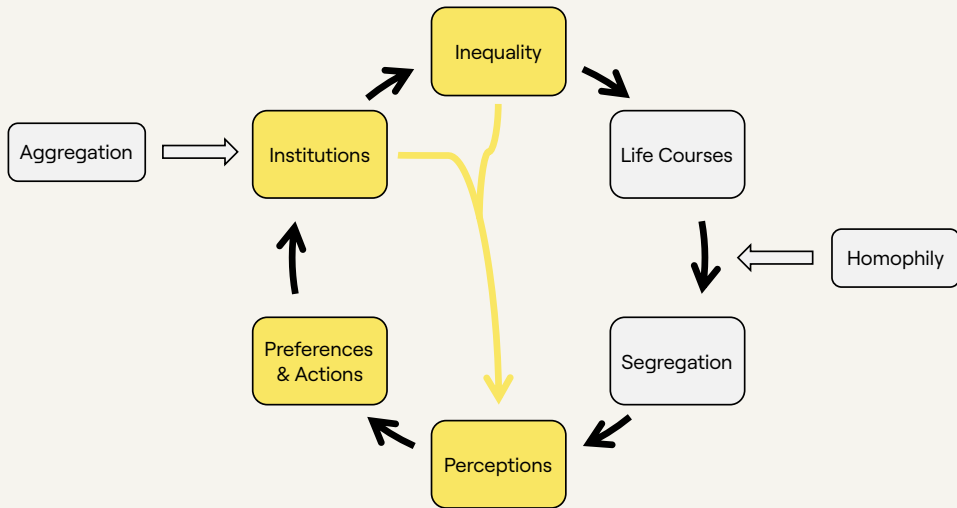 Inequality
Aggregation
Institutions
Life Courses
Homophily
Preferences
& Actions
Segregation
Perceptions